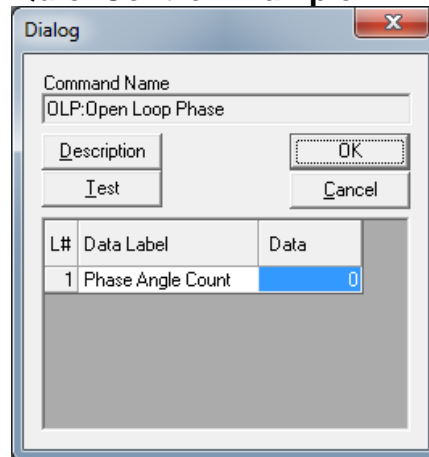 Dialog
x
Command Name
OLP:Open Loop Phase
Description
OK
Test
Cancel
L# Data Label Data
1 Phase Angle Count 0